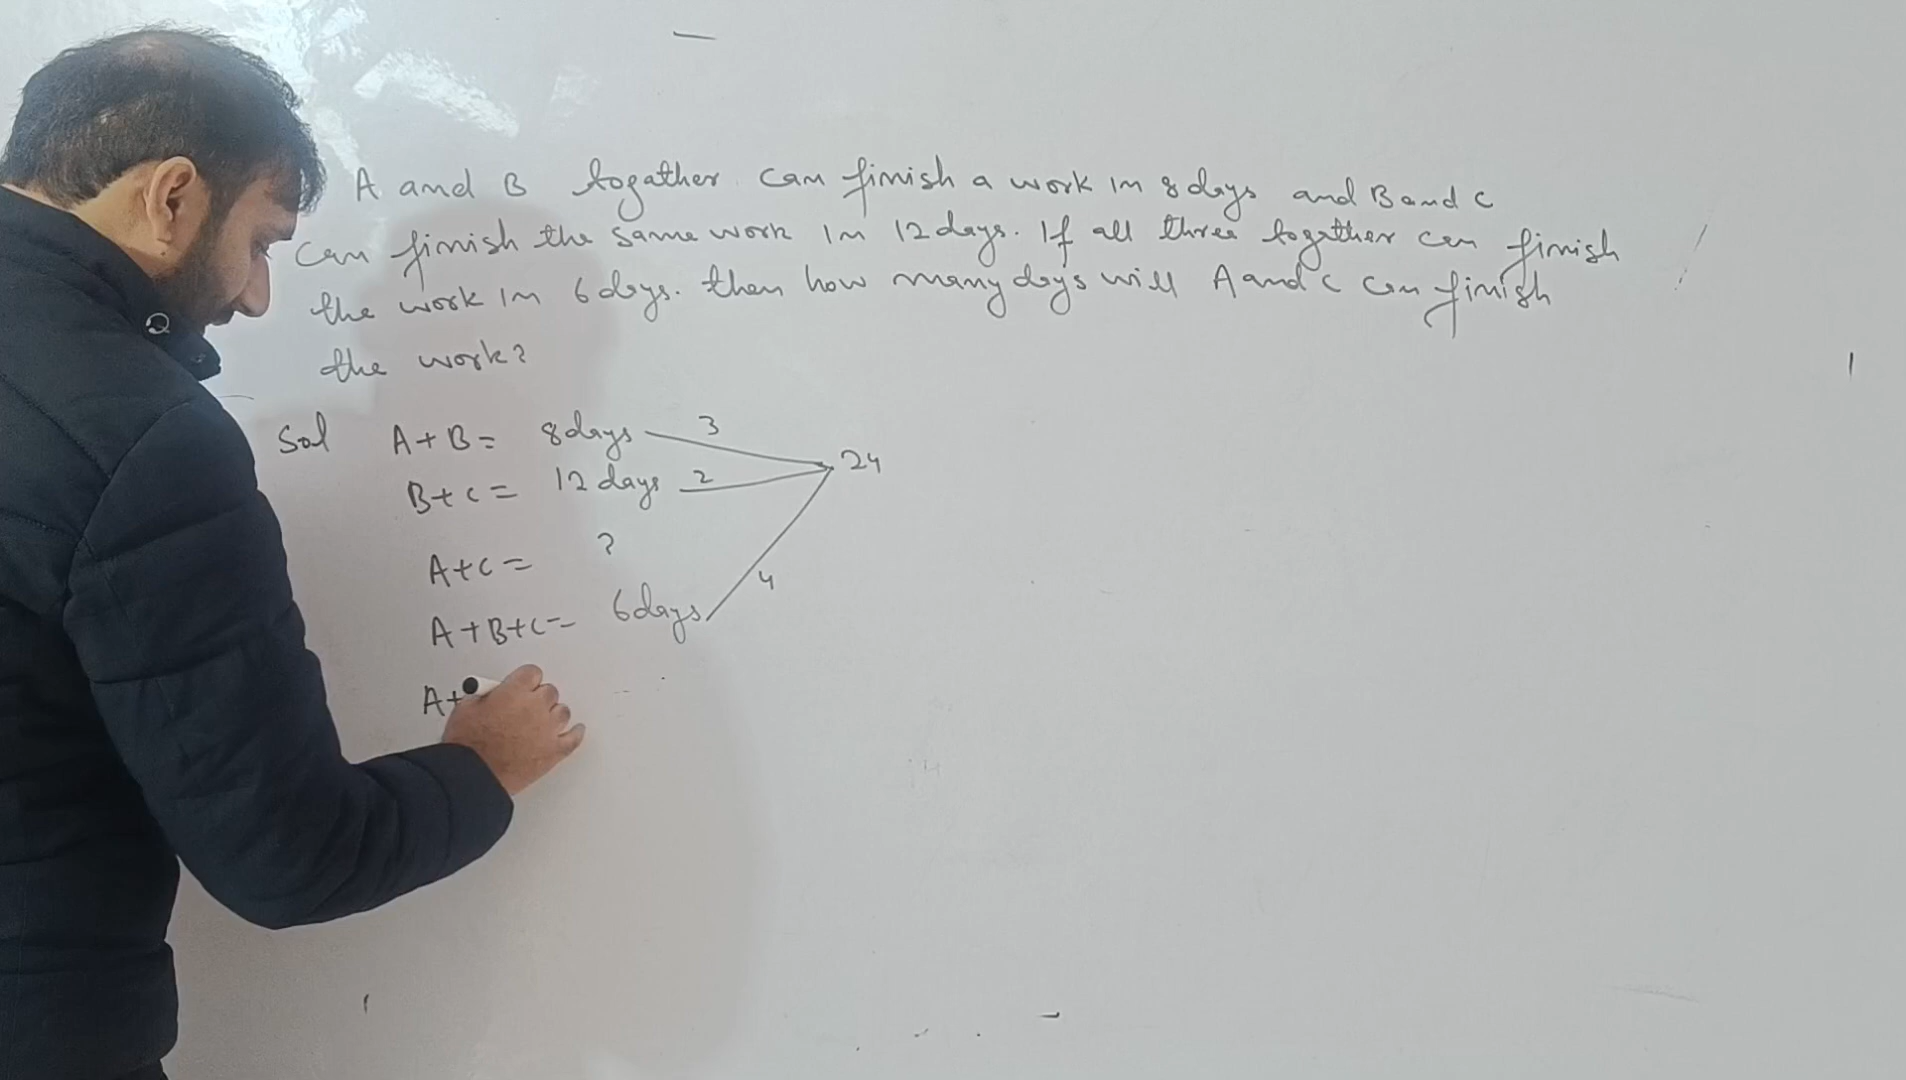 A and B togather can finish a work in 8 days and B and C
can finish the same work in 12 days. If all three together can finish
the work in 6 days. then how many days will A and C can finish
the work?
Sol A + B = 8 days 3
24
B + C = 12 days 2
A + C = ?
A + B + C = 6 days 4
A +